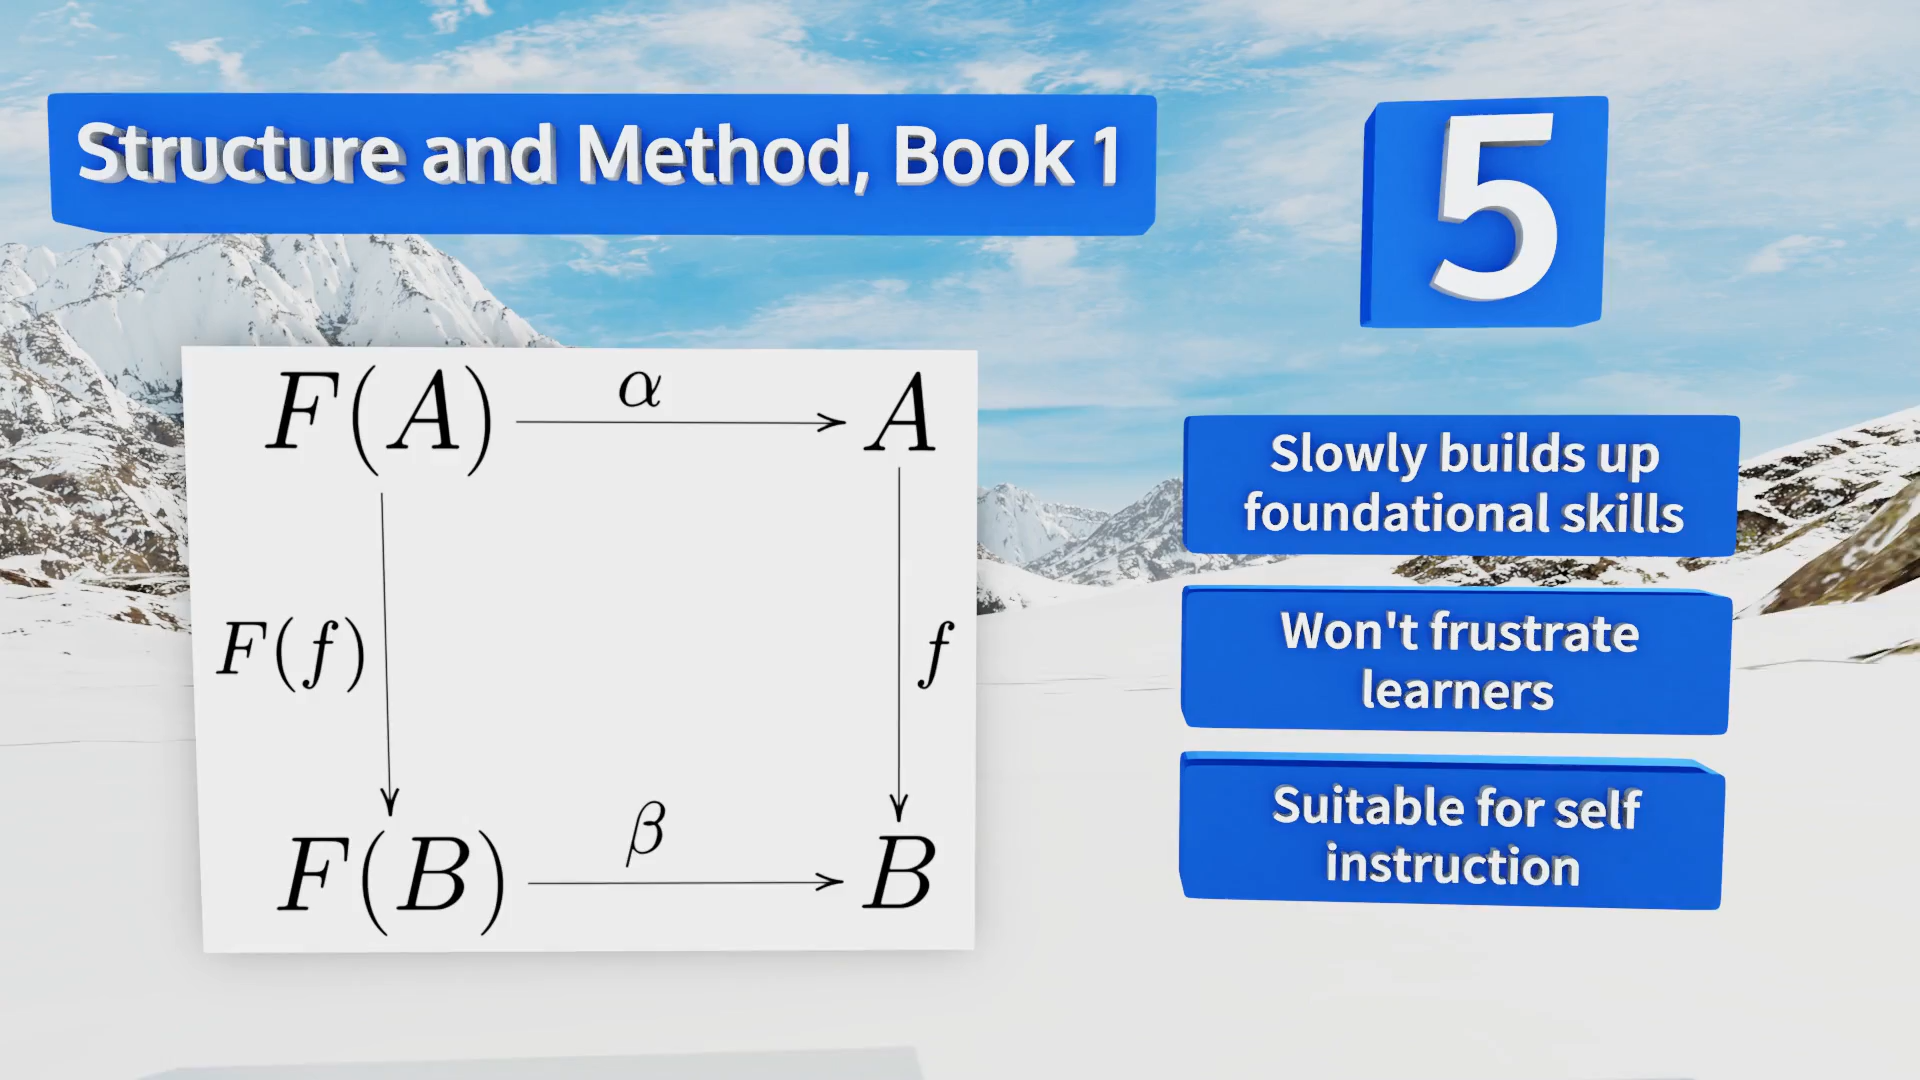 Structure and Method, Book 1
5
F(A) α A
F(f) f
F(B) β B
Slowly builds up
foundational skills
Won't frustrate
learners
Suitable for self
instruction